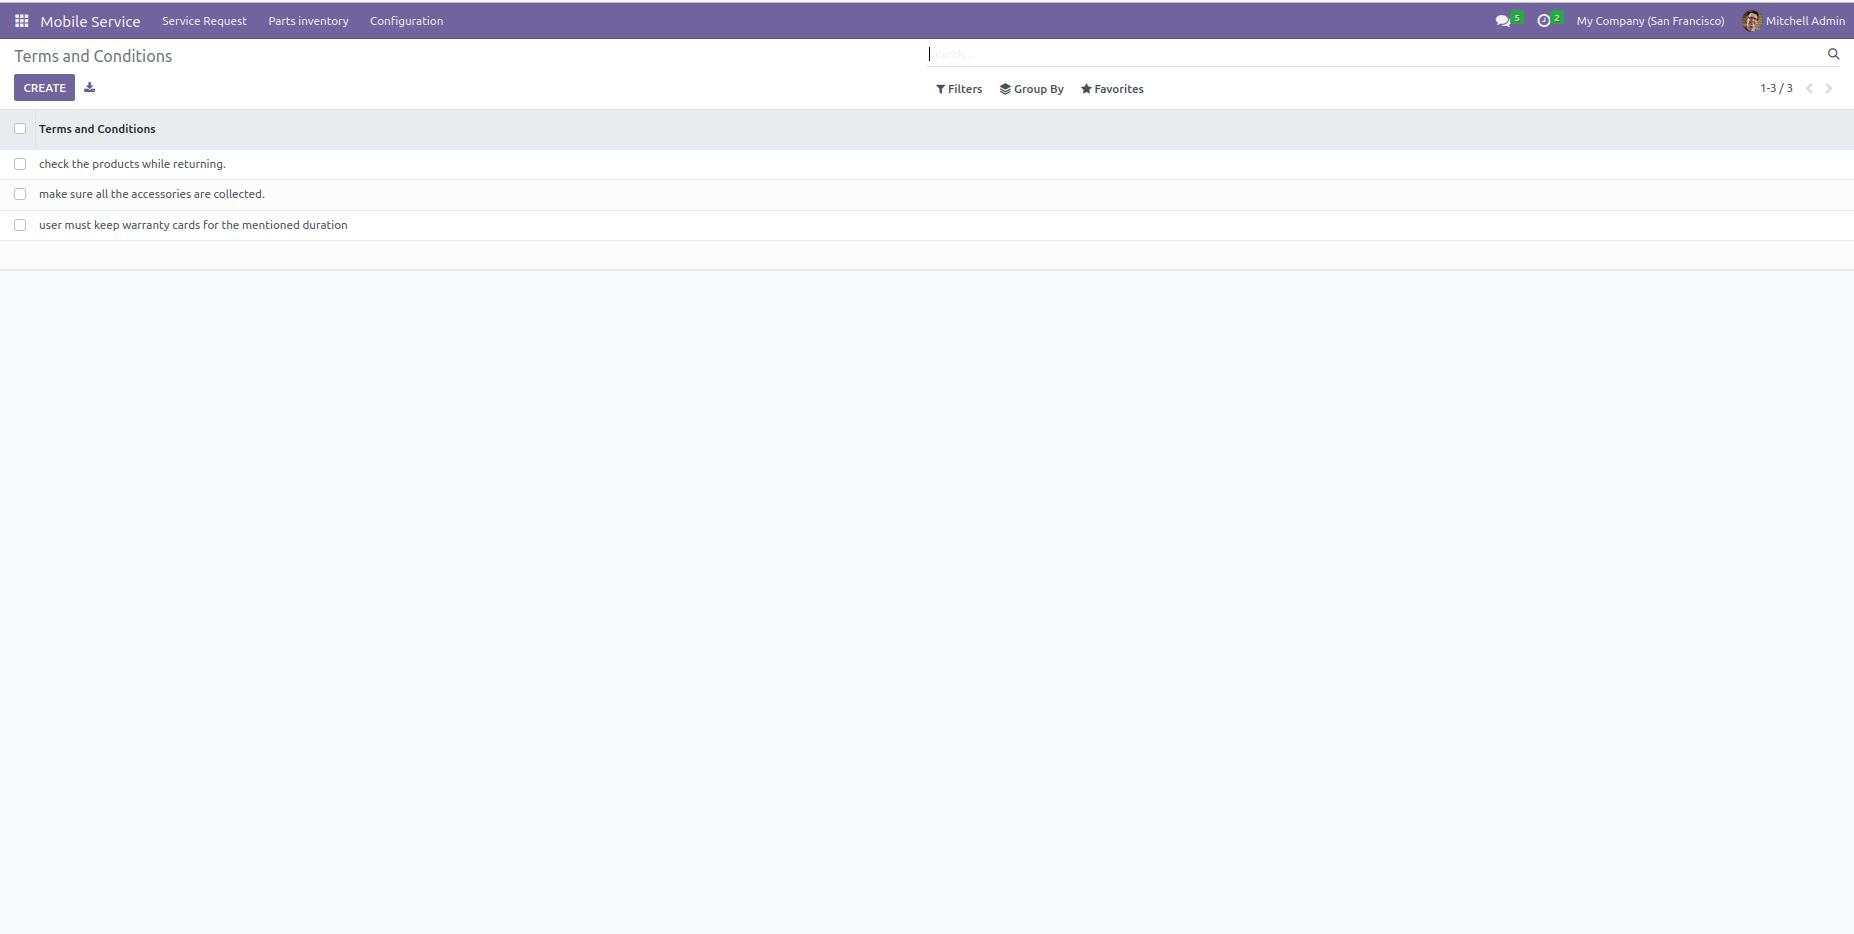 Mobile Service Service Request Parts inventory Configuration 5 2 My Company (San Francisco) Mitchell Admin
Terms and Conditions
Search...
CREATE
Filters Group By Favorites 1-3 / 3
Terms and Conditions
check the products while returning.
make sure all the accessories are collected.
user must keep warranty cards for the mentioned duration